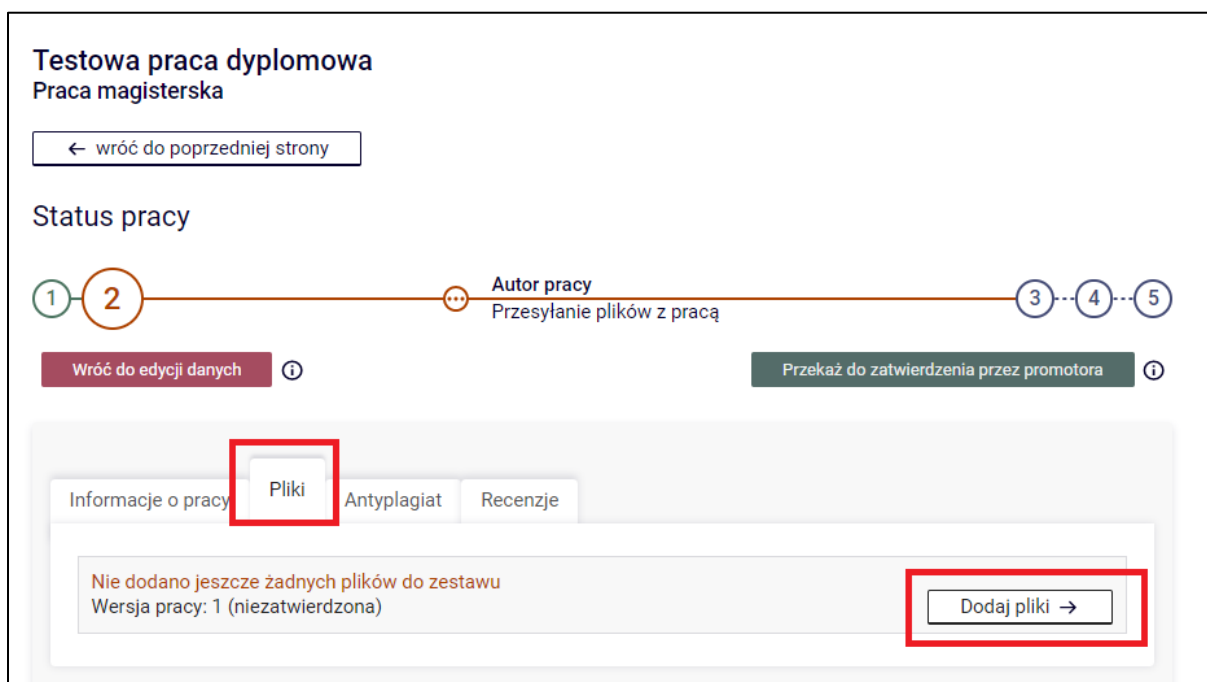 Testowa praca dyplomowa
Praca magisterska
← wróć do poprzedniej strony
Status pracy
1 2 Autor pracy 3 4 5
Przesyłanie plików z pracą
Wróć do edycji danych Przekaż do zatwierdzenia przez promotora
Informacje o pracy Pliki Antyplagiat Recenzje
Nie dodano jeszcze żadnych plików do zestawu
Wersja pracy: 1 (niezatwierdzona)
Dodaj pliki →